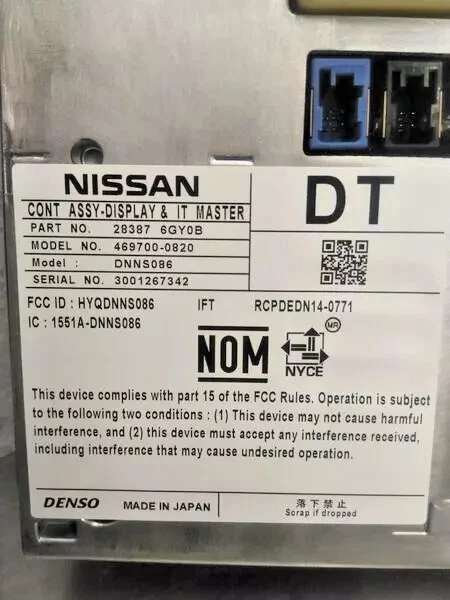 NISSAN
DT
CONT ASSY-DISPLAY & IT MASTER
PART NO. 28387 6GY0B
MODEL NO. 469700-0820
Model : DNNS086
SERIAL NO. 3001267342
FCC ID : HYQDNNS086 IFT RCPDEDN14-0771
IC : 1551A-DNNS086
NOM
MR
NYCE
This device complies with part 15 of the FCC Rules. Operation is subject
to the following two conditions : (1) This device may not cause harmful
interference, and (2) this device must accept any interference received,
including interference that may cause undesired operation.
DENSO MADE IN JAPAN
落下禁止
Scrap if dropped